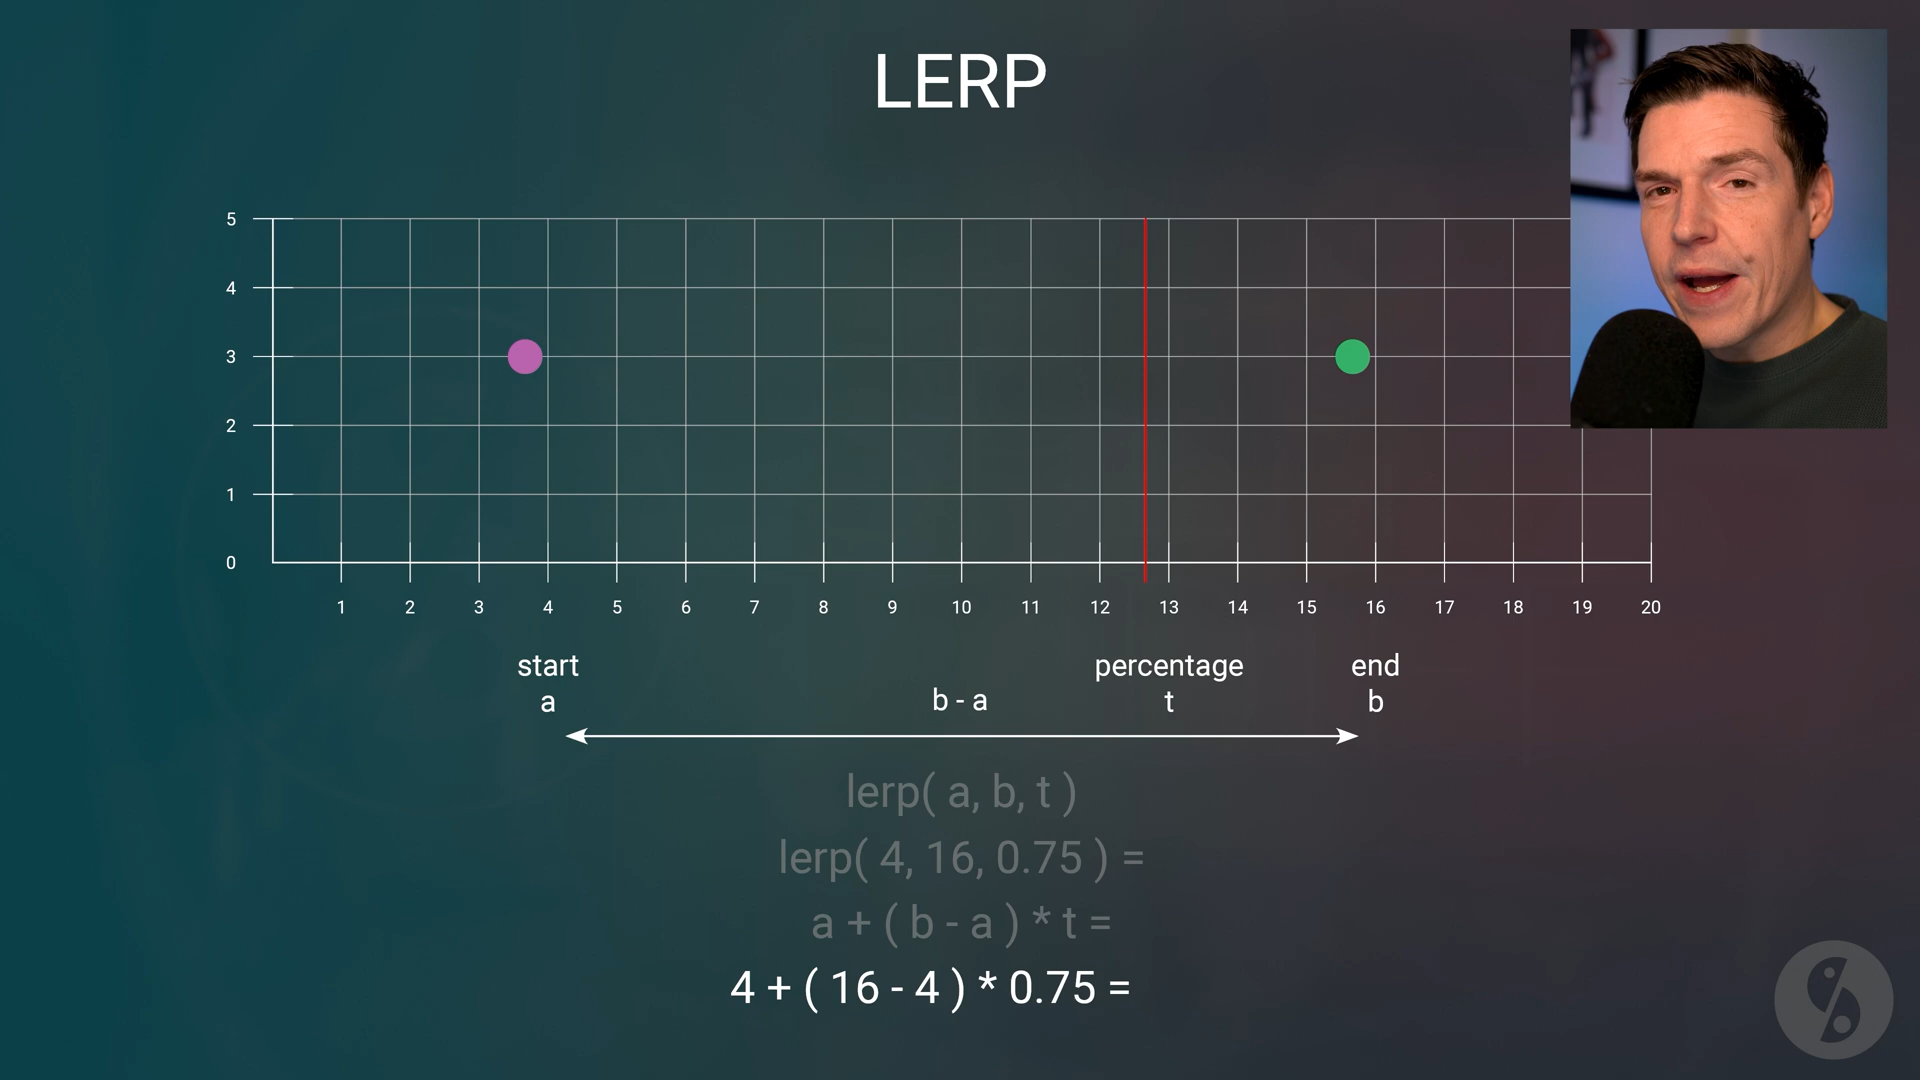 LERP
5
4
3
2
1
0
1 2 3 4 5 6 7 8 9 10 11 12 13 14 15 16 17 18 19 20
start percentage end
a b - a t b
lerp( a, b, t )
lerp( 4, 16, 0.75 ) =
a + ( b - a ) * t =
4 + ( 16 - 4 ) * 0.75 =